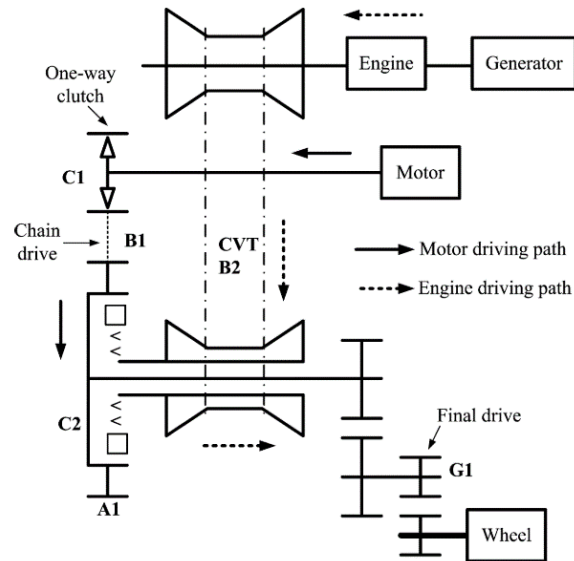 Engine
Generator
One-way
clutch
C1
Motor
Chain
drive
B1
CVT
B2
Motor driving path
Engine driving path
C2
Final drive
G1
A1
Wheel